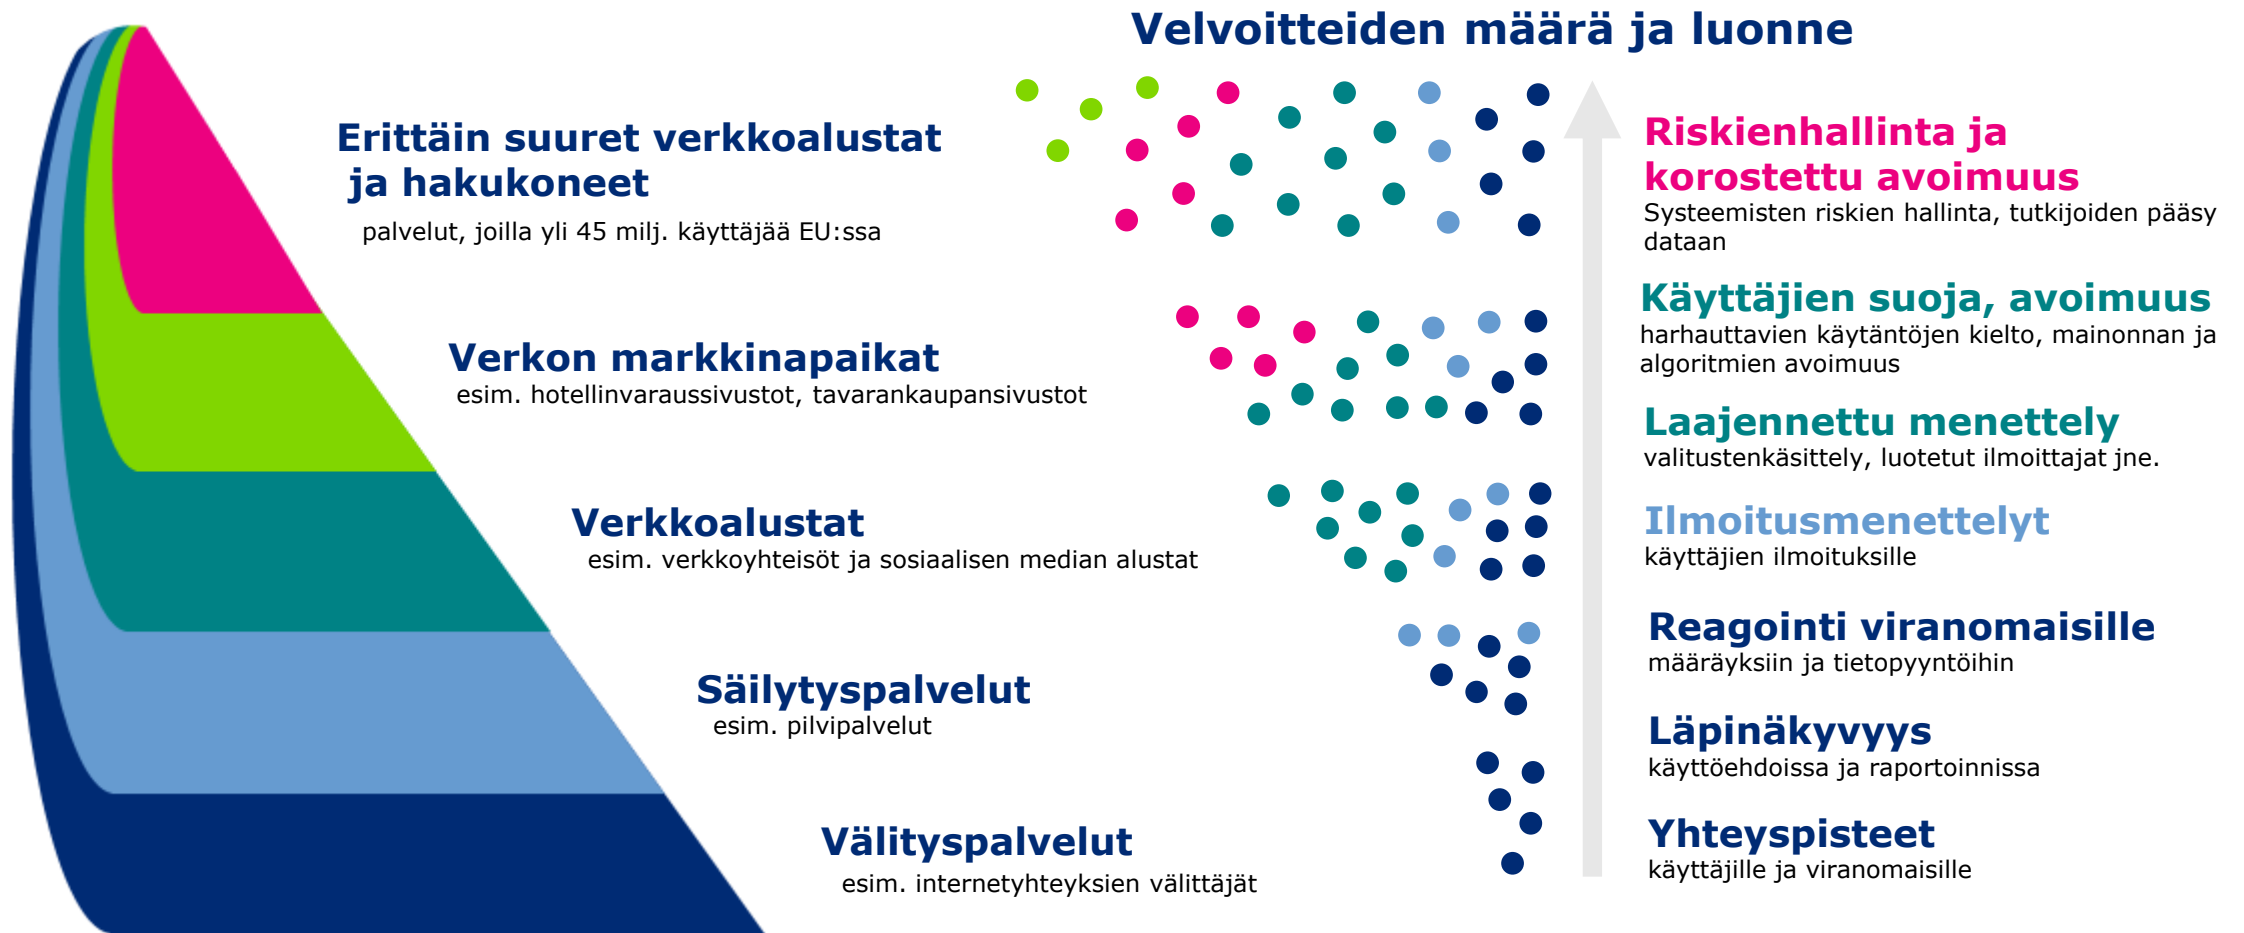 Velvoitteiden määrä ja luonne
Erittäin suuret verkkoalustat
ja hakukoneet
palvelut, joilla yli 45 milj. käyttäjää EU:ssa
Verkon markkinapaikat
esim. hotellinvaraussivustot, tavarankaupansivustot
Verkkoalustat
esim. verkkoyhteisöt ja sosiaalisen median alustat
Säilytyspalvelut
esim. pilvipalvelut
Välityspalvelut
esim. internetyhteyksien välittäjät
Riskienhallinta ja
korostettu avoimuus
Systeemisten riskien hallinta, tutkijoiden pääsy
dataan
Käyttäjien suoja, avoimuus
harhauttavien käytäntöjen kielto, mainonnan ja
algoritmien avoimuus
Laajennettu menettely
valitustenkäsittely, luotetut ilmoittajat jne.
Ilmoitusmenettelyt
käyttäjien ilmoituksille
Reagointi viranomaisille
määräyksiin ja tietopyyntöihin
Läpinäkyvyys
käyttöehdoissa ja raportoinnissa
Yhteyspisteet
käyttäjille ja viranomaisille